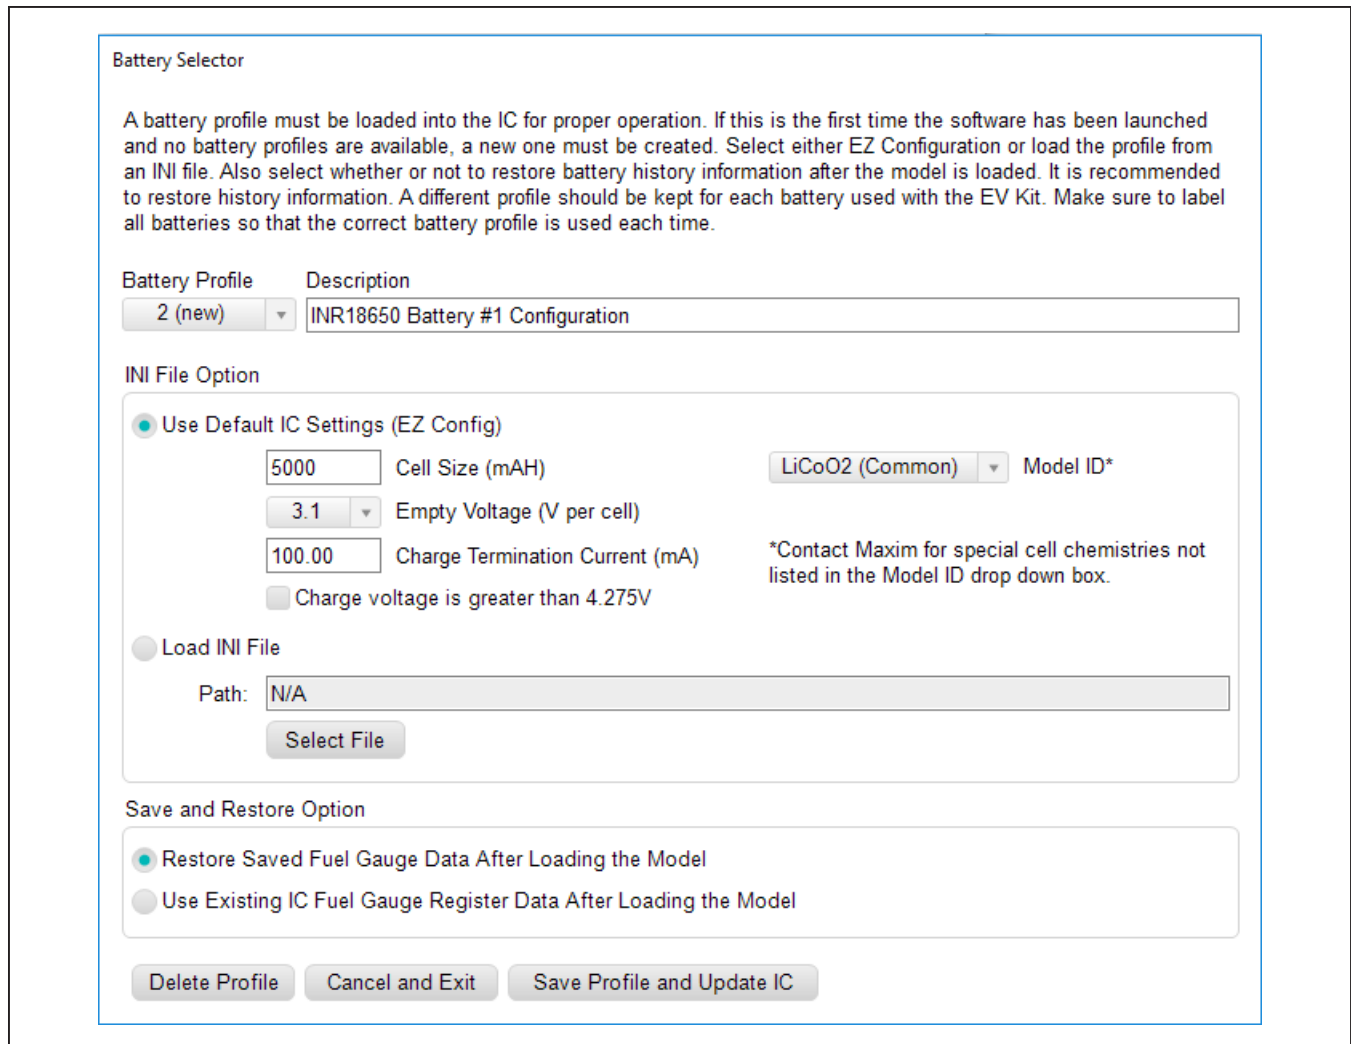 Battery Selector
A battery profile must be loaded into the IC for proper operation. If this is the first time the software has been launched
and no battery profiles are available, a new one must be created. Select either EZ Configuration or load the profile from
an INI file. Also select whether or not to restore battery history information after the model is loaded. It is recommended
to restore history information. A different profile should be kept for each battery used with the EV Kit. Make sure to label
all batteries so that the correct battery profile is used each time.
Battery Profile Description
2 (new) INR18650 Battery #1 Configuration
INI File Option
Use Default IC Settings (EZ Config)
5000 Cell Size (mAH) LiCoO2 (Common) Model ID*
3.1 Empty Voltage (V per cell)
100.00 Charge Termination Current (mA)
*Contact Maxim for special cell chemistries not
listed in the Model ID drop down box.
Charge voltage is greater than 4.275V
Load INI File
Path: N/A
Select File
Save and Restore Option
Restore Saved Fuel Gauge Data After Loading the Model
Use Existing IC Fuel Gauge Register Data After Loading the Model
Delete Profile Cancel and Exit Save Profile and Update IC